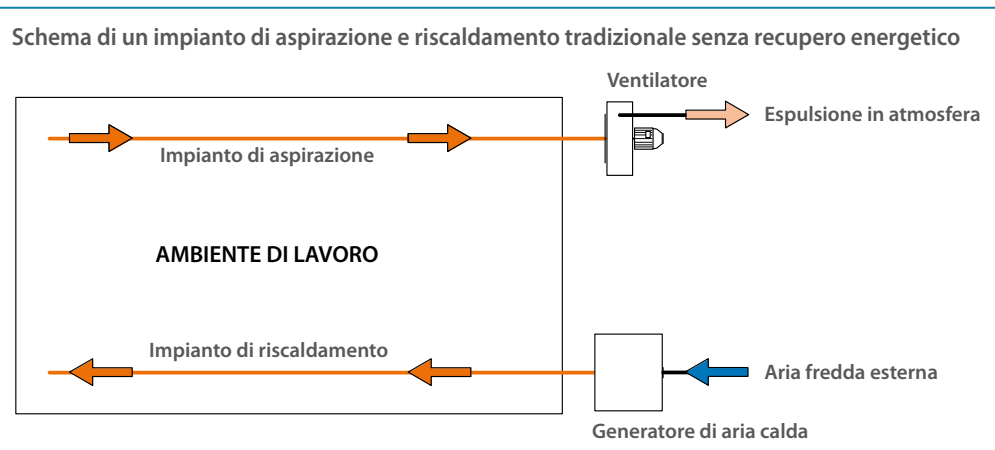 Schema di un impianto di aspirazione e riscaldamento tradizionale senza recupero energetico
Ventilatore
Espulsione in atmosfera
Impianto di aspirazione
AMBIENTE DI LAVORO
Impianto di riscaldamento
Aria fredda esterna
Generatore di aria calda